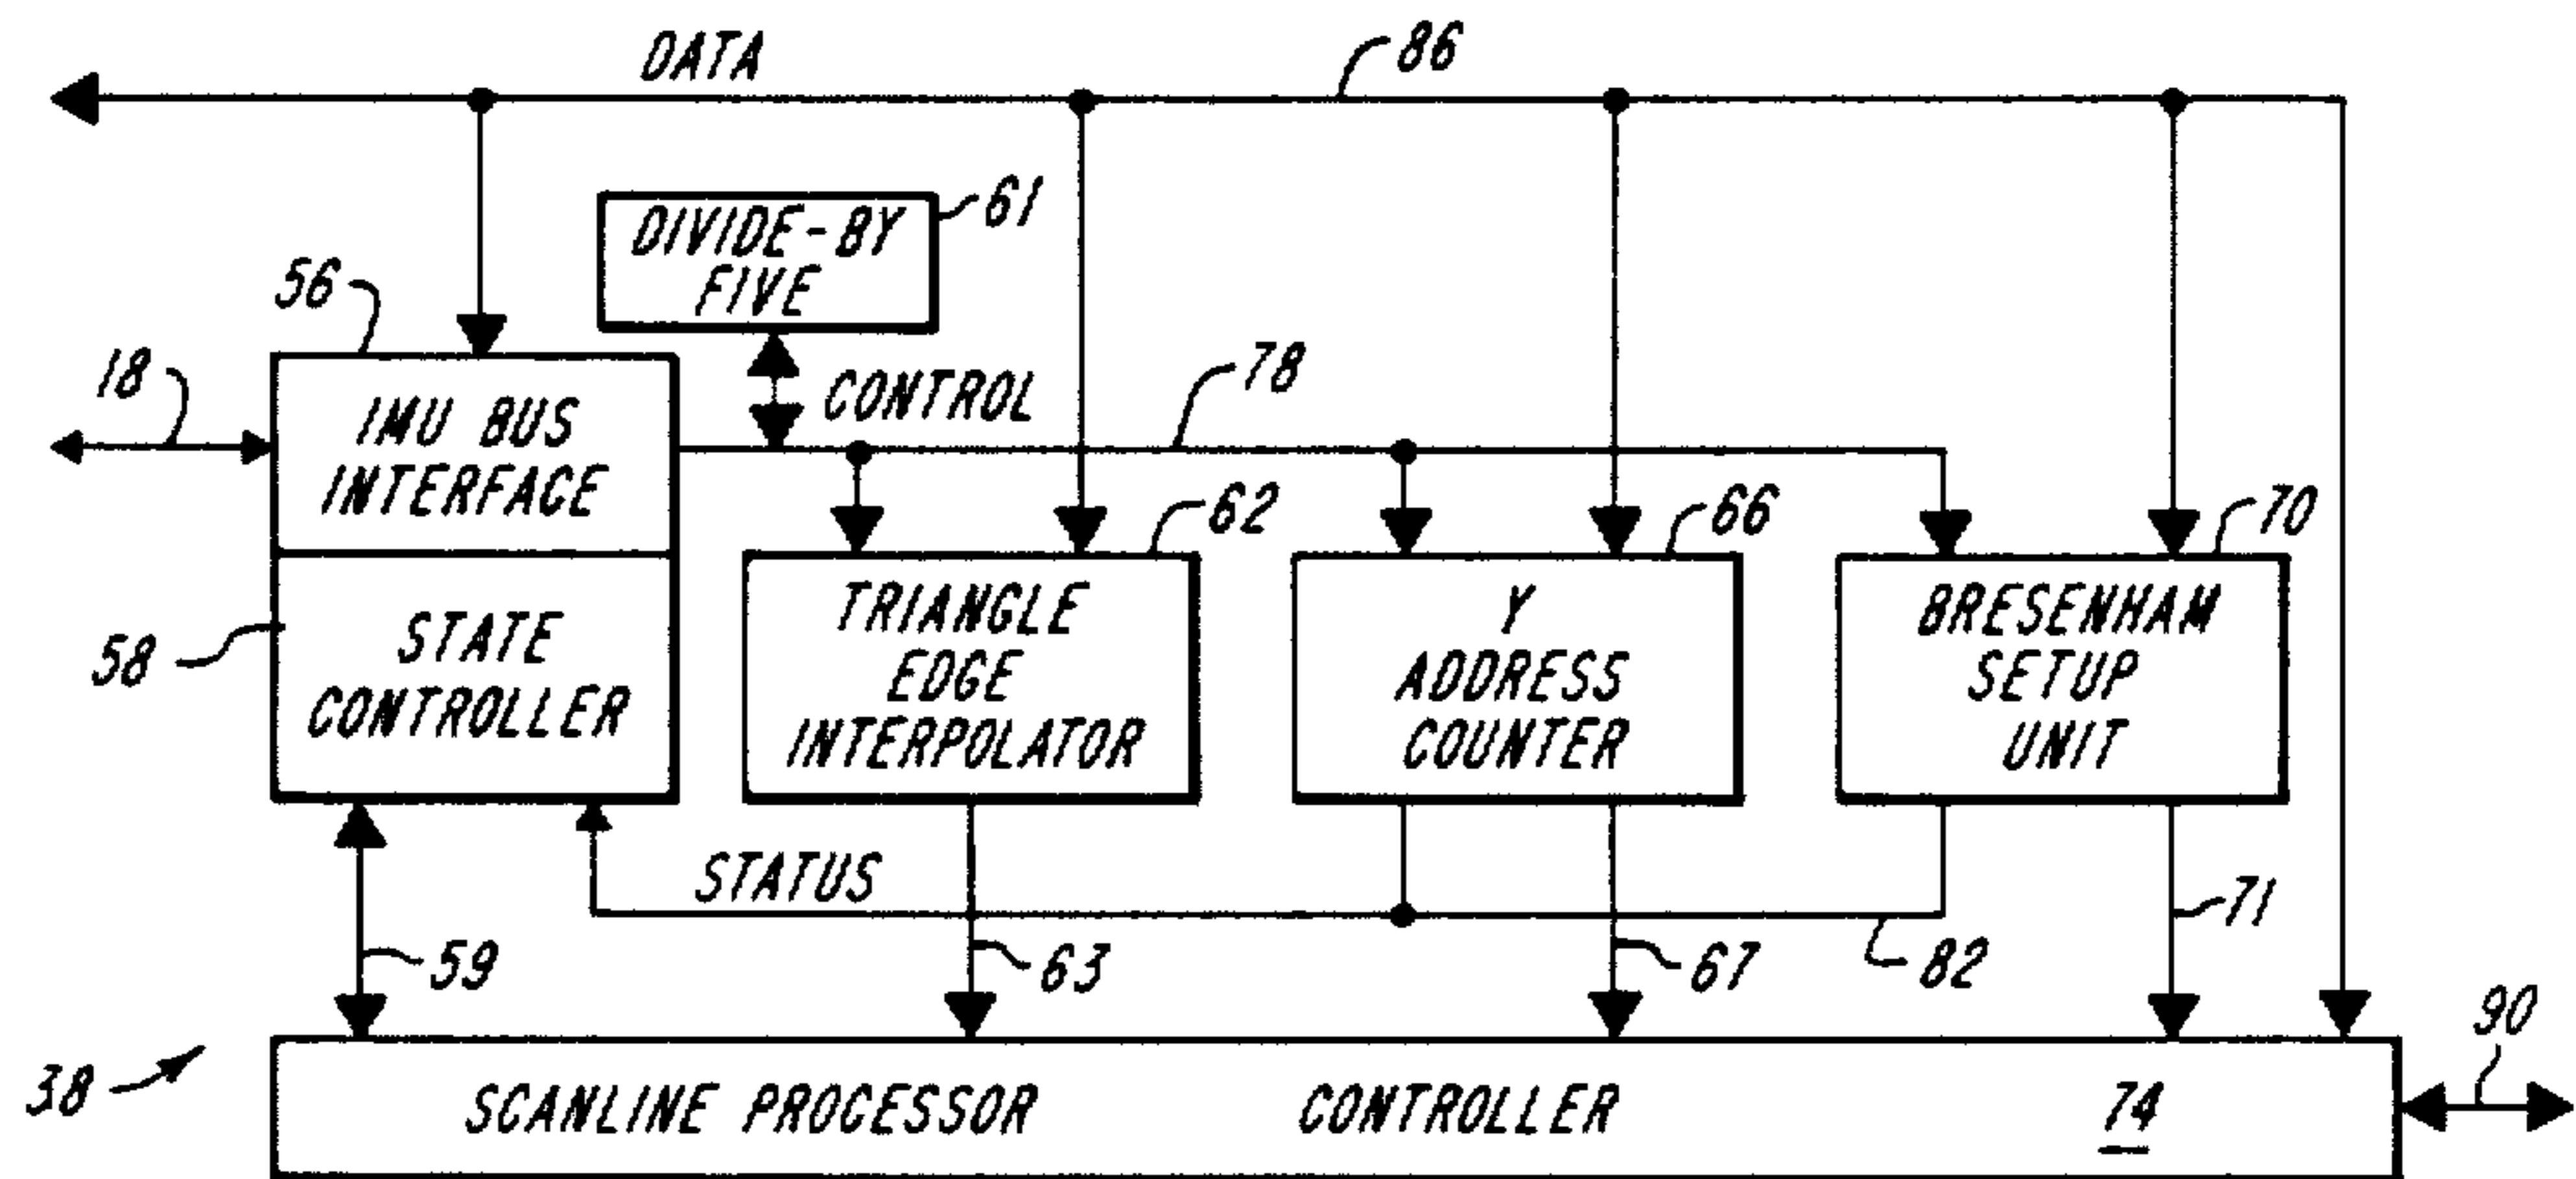 DATA
86
DIVIDE-BY
FIVE
61
56
18
IMU BUS
INTERFACE
CONTROL
78
62
66
70
58
STATE
CONTROLLER
TRIANGLE
EDGE
INTERPOLATOR
Y
ADDRESS
COUNTER
BRESENHAM
SETUP
UNIT
STATUS
59
63
67
82
71
90
38
SCANLINE PROCESSOR CONTROLLER 74